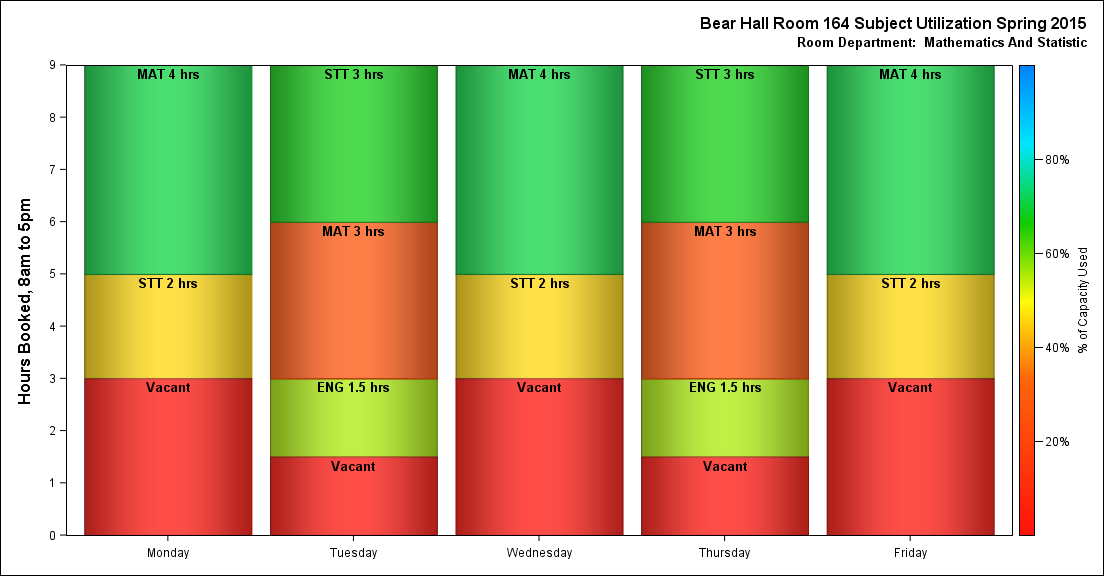 Bear Hall Room 164 Subject Utilization Spring 2015
Room Department:  Mathematics And Statistic
Hours Booked, 8am to 5pm
9
8
7
6
5
4
3
2
1
0
MAT 4 hrs
STT 2 hrs
Vacant
STT 3 hrs
MAT 3 hrs
ENG 1.5 hrs
Vacant
MAT 4 hrs
STT 2 hrs
Vacant
STT 3 hrs
MAT 3 hrs
ENG 1.5 hrs
Vacant
MAT 4 hrs
STT 2 hrs
Vacant
Monday
Tuesday
Wednesday
Thursday
Friday
80%
60%
40%
20%
% of Capacity Used